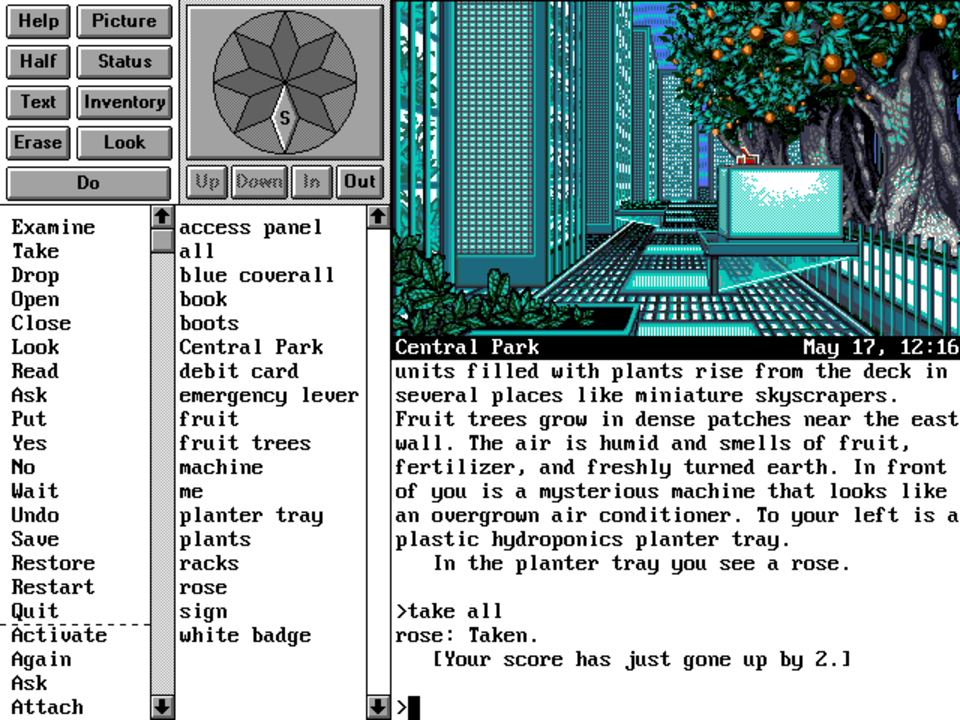 Help Picture
Half Status
Text Inventory
Erase Look
Do
S
Up Down In Out
Examine
Take
Drop
Open
Close
Look
Read
Ask
Put
Yes
No
Wait
Undo
Save
Restore
Restart
Quit
Activate
Again
Ask
Attach
access panel
all
blue coverall
book
boots
Central Park
debit card
emergency lever
fruit
fruit trees
machine
me
planter tray
plants
racks
rose
sign
white badge
Central Park May 17, 12:16
units filled with plants rise from the deck in
several places like miniature skyscrapers.
Fruit trees grow in dense patches near the east
wall. The air is humid and smells of fruit,
fertilizer, and freshly turned earth. In front
of you is a mysterious machine that looks like
an overgrown air conditioner. To your left is a
plastic hydroponics planter tray.
In the planter tray you see a rose.
>take all
rose: Taken.
[Your score has just gone up by 2.]
>